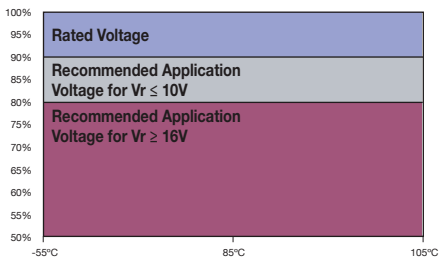 100%
95%
90%
85%
80%
75%
70%
65%
60%
55%
50%
Rated Voltage
Recommended Application
Voltage for Vr ≤ 10V
Recommended Application
Voltage for Vr ≥ 16V
-55ºC
85ºC
105ºC